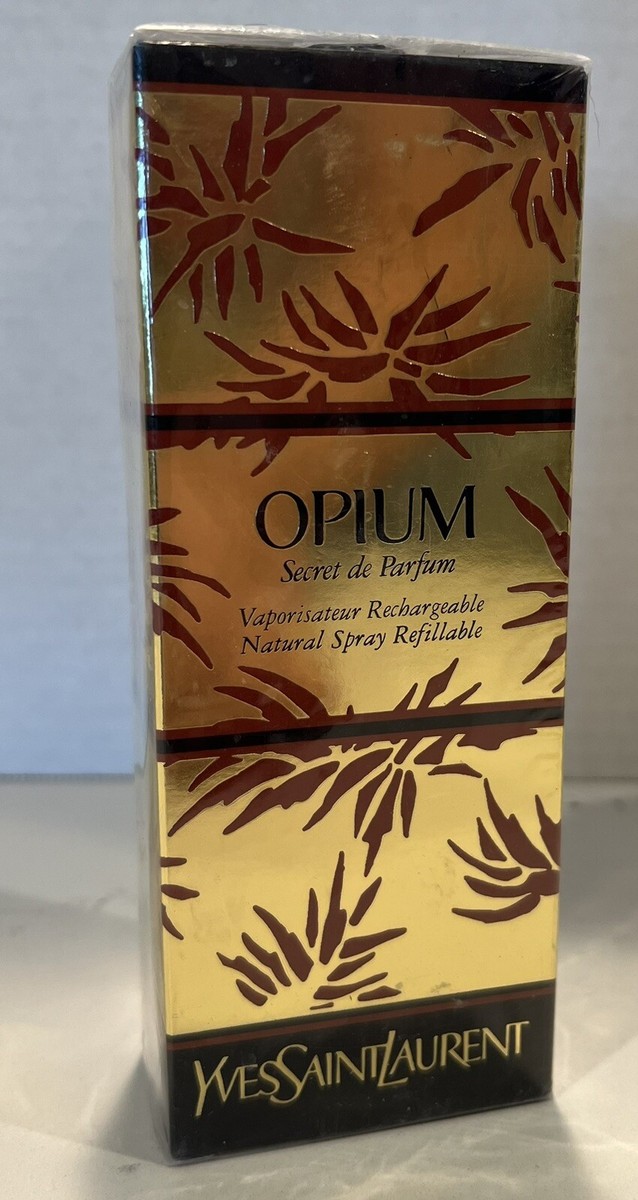 OPIUM
Secret de Parfum
Vaporisateur Rechargeable
Natural Spray Refillable
YVESSAINTLAURENT